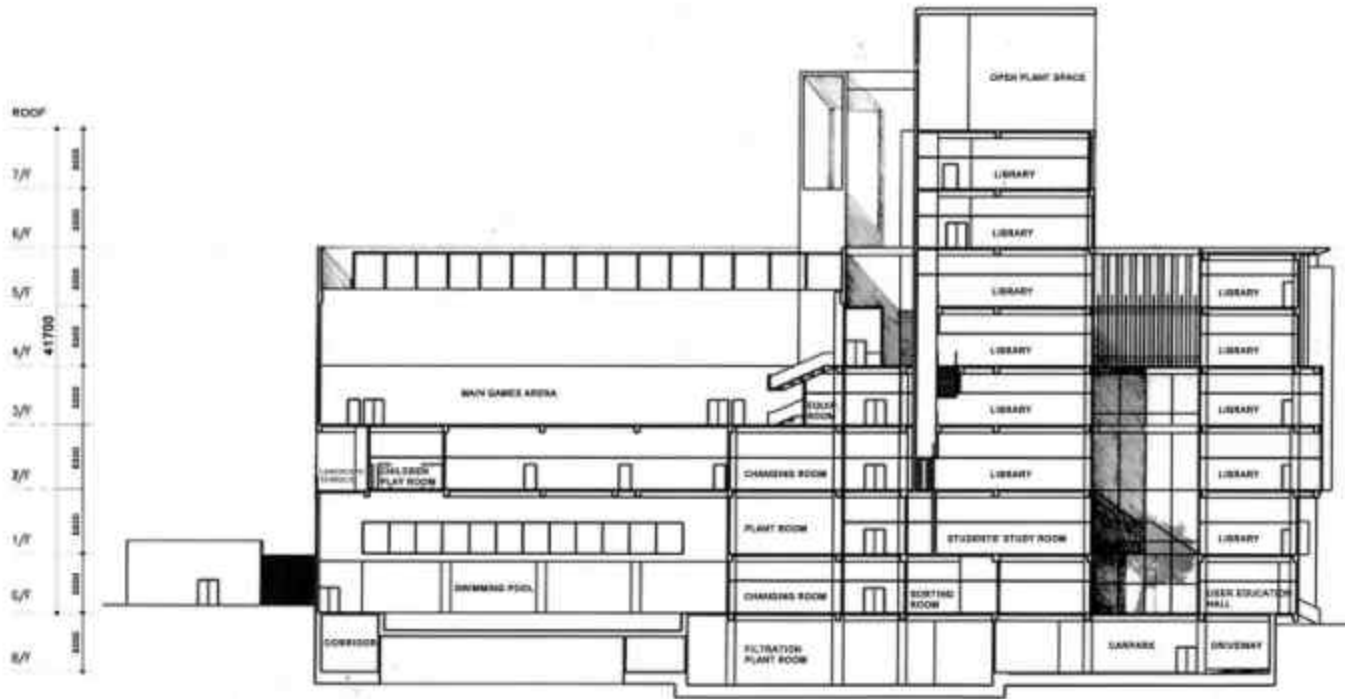 OPEN PLANT SPACE
ROOF
7/F
LIBRARY
6/F
LIBRARY
5/F
LIBRARY
LIBRARY
41700
4/F
LIBRARY
LIBRARY
MAIN GAMES ARENA
3/F
EQUIP
ROOM
LIBRARY
LIBRARY
2/F
CHILDREN
PLAY ROOM
CHANGING ROOM
LIBRARY
LIBRARY
1/F
PLANT ROOM
STUDENTS' STUDY ROOM
LIBRARY
G/F
SWIMMING POOL
CHANGING ROOM
SORTING
ROOM
USER EDUCATION
HALL
B/F
CORRIDOR
FILTRATION
PLANT ROOM
CARPARK
DRIVEWAY